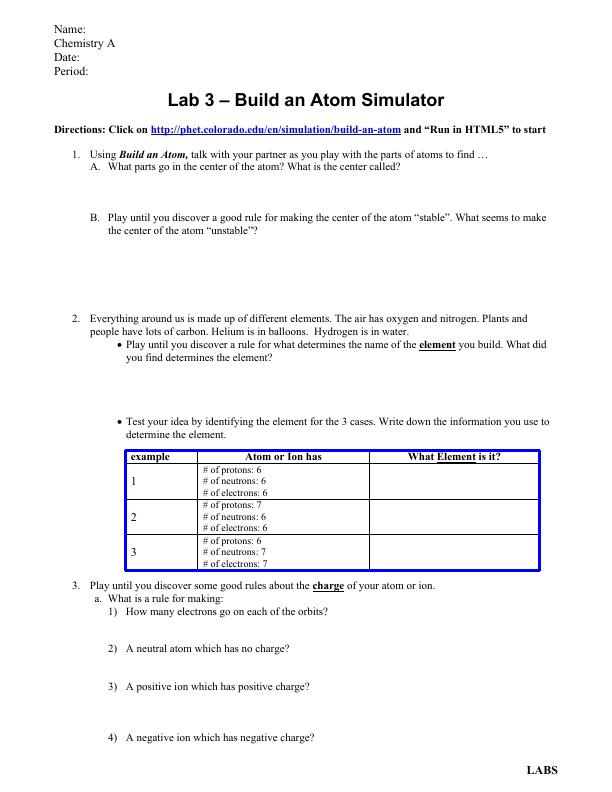 Name:
Chemistry A
Date:
Period:
Lab 3 – Build an Atom Simulator
Directions: Click on http://phet.colorado.edu/en/simulation/build-an-atom and “Run in HTML5” to start
1. Using Build an Atom, talk with your partner as you play with the parts of atoms to find …
A. What parts go in the center of the atom? What is the center called?
B. Play until you discover a good rule for making the center of the atom “stable”. What seems to make
the center of the atom “unstable”?
2. Everything around us is made up of different elements. The air has oxygen and nitrogen. Plants and
people have lots of carbon. Helium is in balloons. Hydrogen is in water.
• Play until you discover a rule for what determines the name of the element you build. What did
you find determines the element?
• Test your idea by identifying the element for the 3 cases. Write down the information you use to
determine the element.
example Atom or Ion has What Element is it?
1
# of protons: 6
# of neutrons: 6
# of electrons: 6
2
# of protons: 7
# of neutrons: 6
# of electrons: 6
3
# of protons: 6
# of neutrons: 7
# of electrons: 7
3. Play until you discover some good rules about the charge of your atom or ion.
a. What is a rule for making:
1) How many electrons go on each of the orbits?
2) A neutral atom which has no charge?
3) A positive ion which has positive charge?
4) A negative ion which has negative charge?
LABS